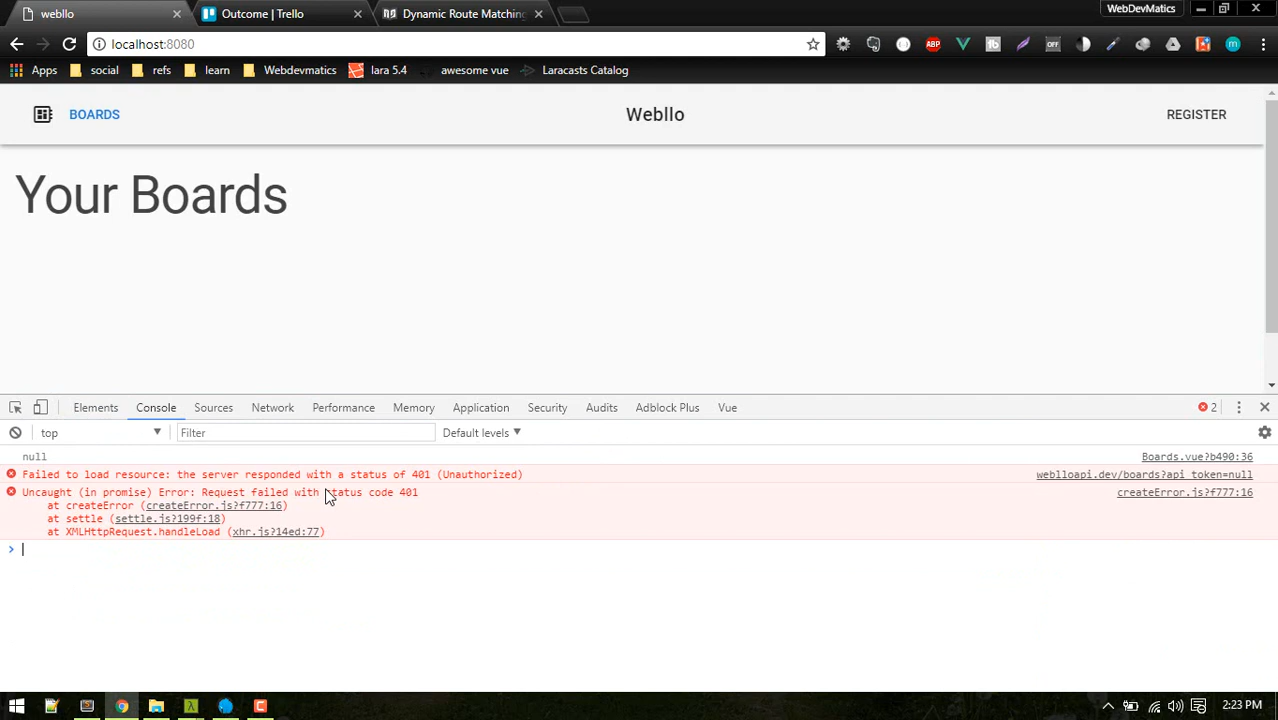 webllo
Outcome | Trello
Dynamic Route Matching
WebDevMatics
localhost:8080
ABP
OFF
m
Apps
social
refs
learn
Webdevmatics
lara 5.4
awesome vue
Laracasts Catalog
BOARDS
Webllo
REGISTER
Your Boards
Elements
Console
Sources
Network
Performance
Memory
Application
Security
Audits
Adblock Plus
Vue
2
top
Filter
Default levels
null
Boards.vue?b490:36
Failed to load resource: the server responded with a status of 401 (Unauthorized)
weblloapi.dev/boards?api_token=null
Uncaught (in promise) Error: Request failed with status code 401
createError.js?f777:16
at createError (createError.js?f777:16)
at settle (settle.js?199f:18)
at XMLHttpRequest.handleLoad (xhr.js?14ed:77)
2:23 PM